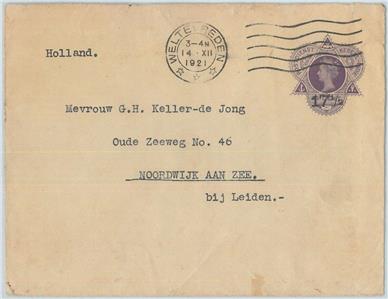 Holland.
WELTEVREDEN
3-4 N
14 XII
1921
17½
Mevrouw G.H. Keller-de Jong
Oude Zeeweg No. 46
NOORDWIJK AAN ZEE.
bij Leiden.-